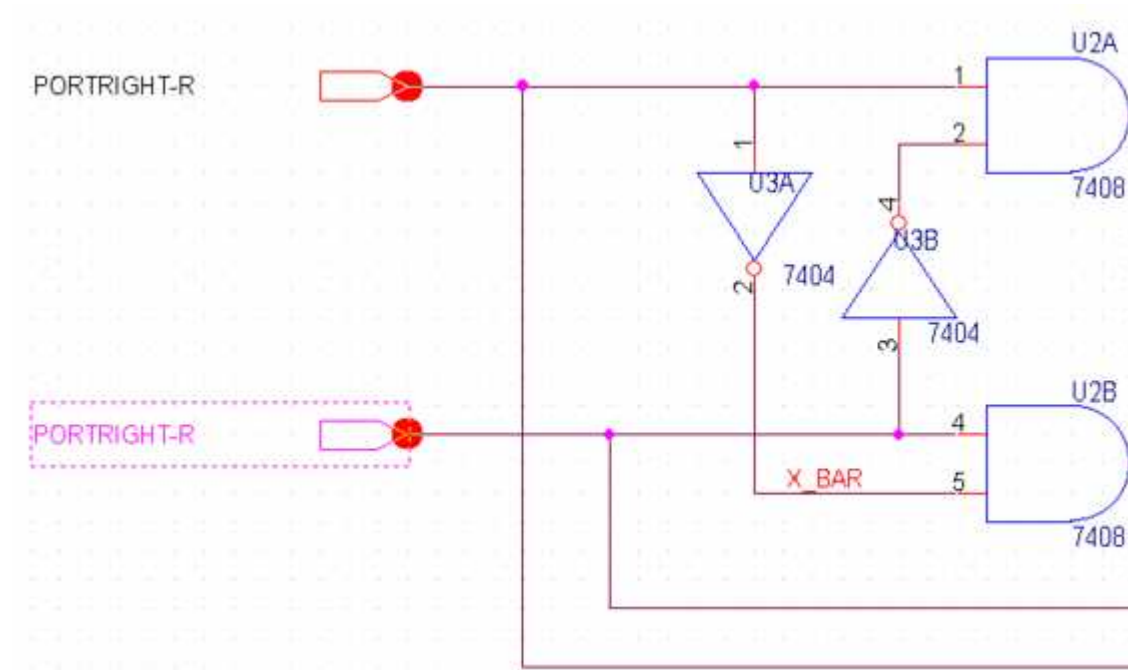 U2A
PORTRIGHT-R
1
1
2
U3A
7408
4
U3B
2
7404
7404
3
U2B
PORTRIGHT-R
4
X_BAR
5
7408